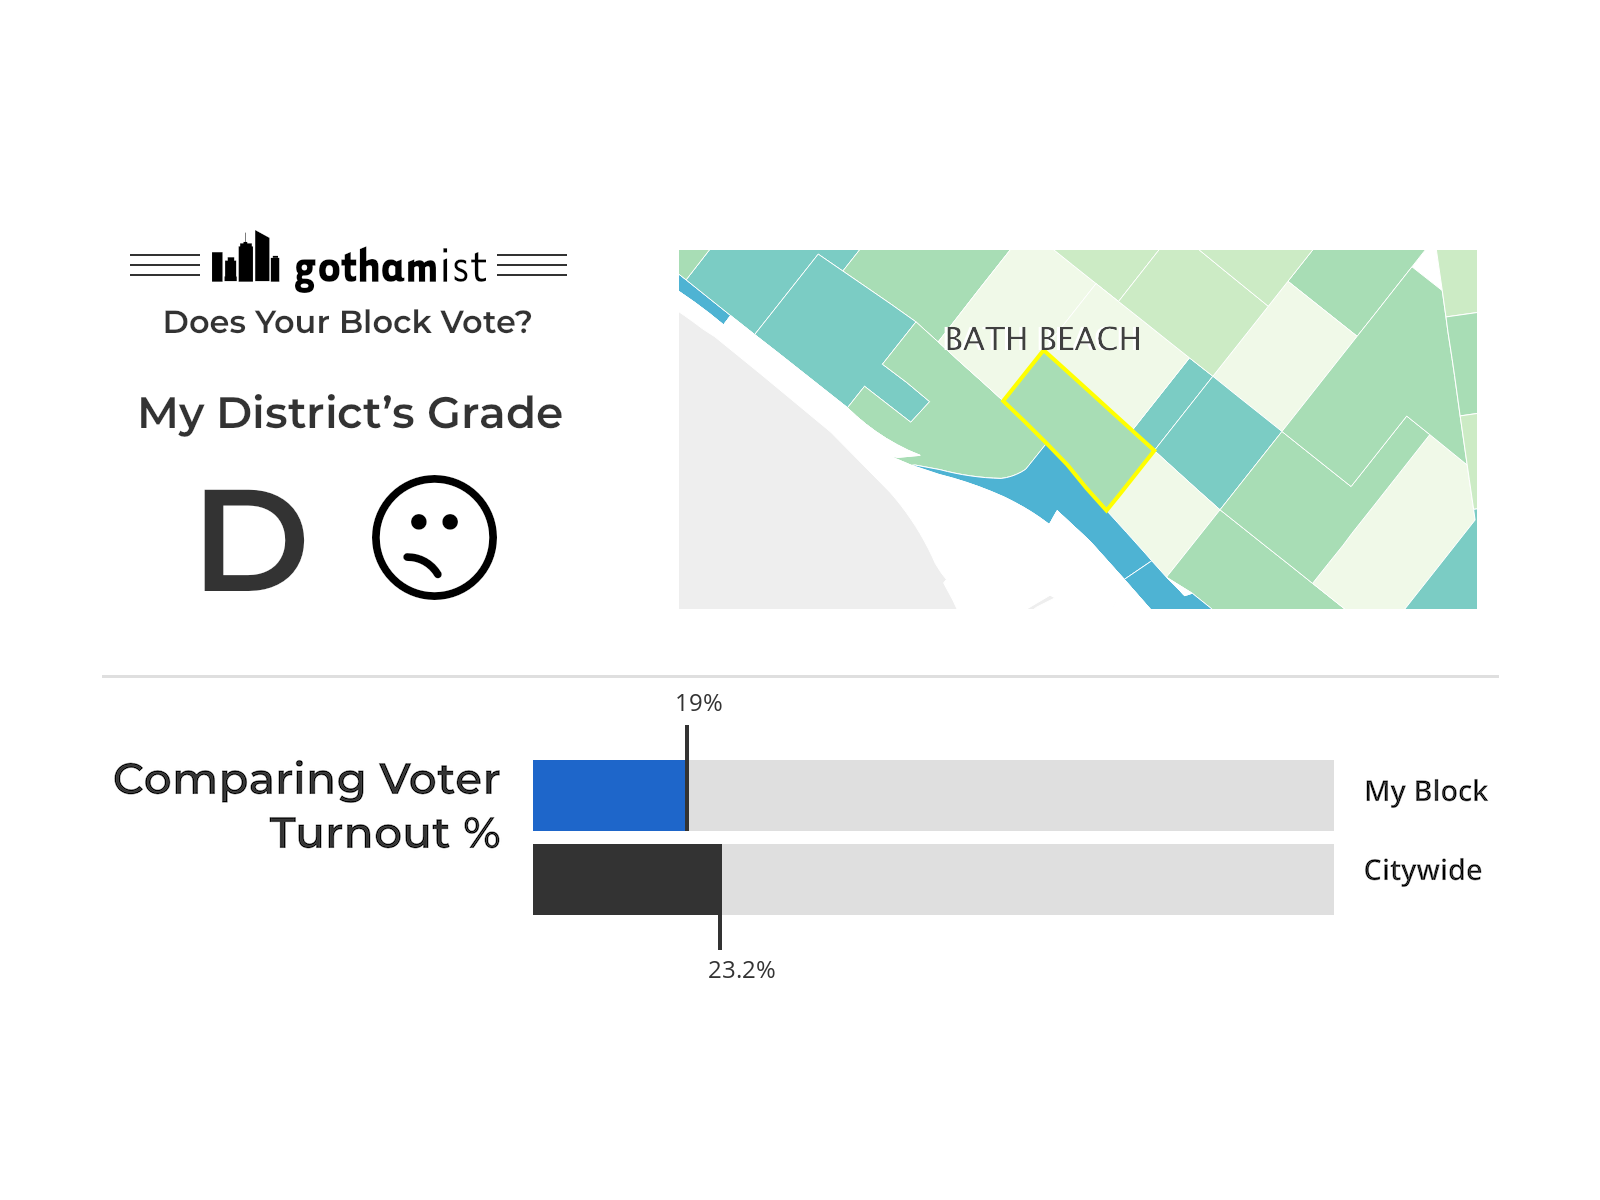 gothamist
Does Your Block Vote?
My District’s Grade
D
BATH BEACH
19%
Comparing Voter
Turnout %
My Block
Citywide
23.2%